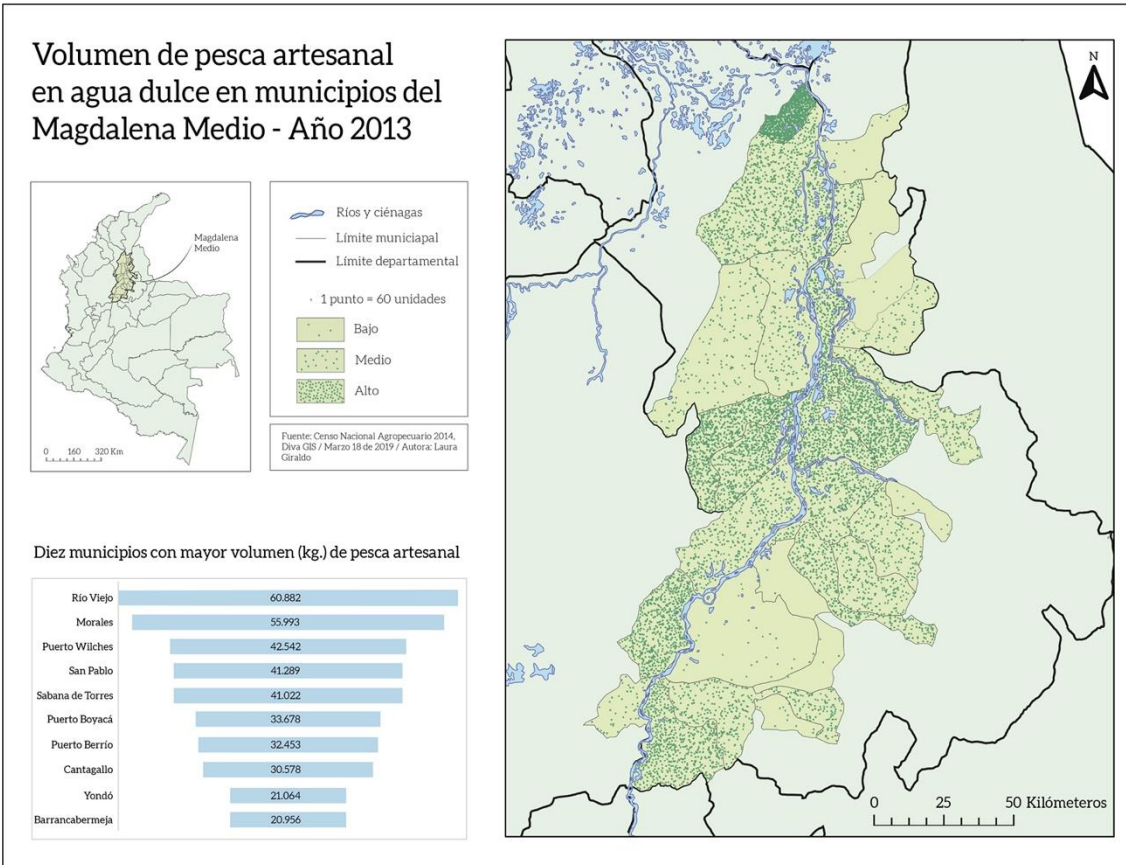 Volumen de pesca artesanal
en agua dulce en municipios del
Magdalena Medio - Año 2013
Magdalena
Medio
0 160 320 Km
Ríos y ciénagas
Límite municiapal
Límite departamental
1 punto = 60 unidades
Bajo
Medio
Alto
Fuente: Censo Nacional Agropecuario 2014,
Diva GIS / Marzo 18 de 2019 / Autora: Laura
Giraldo
Diez municipios con mayor volumen (kg.) de pesca artesanal
Río Viejo 60.882
Morales 55.993
Puerto Wilches 42.542
San Pablo 41.289
Sabana de Torres 41.022
Puerto Boyacá 33.678
Puerto Berrío 32.453
Cantagallo 30.578
Yondó 21.064
Barrancabermeja 20.956
N
0 25 50 Kilómeteros